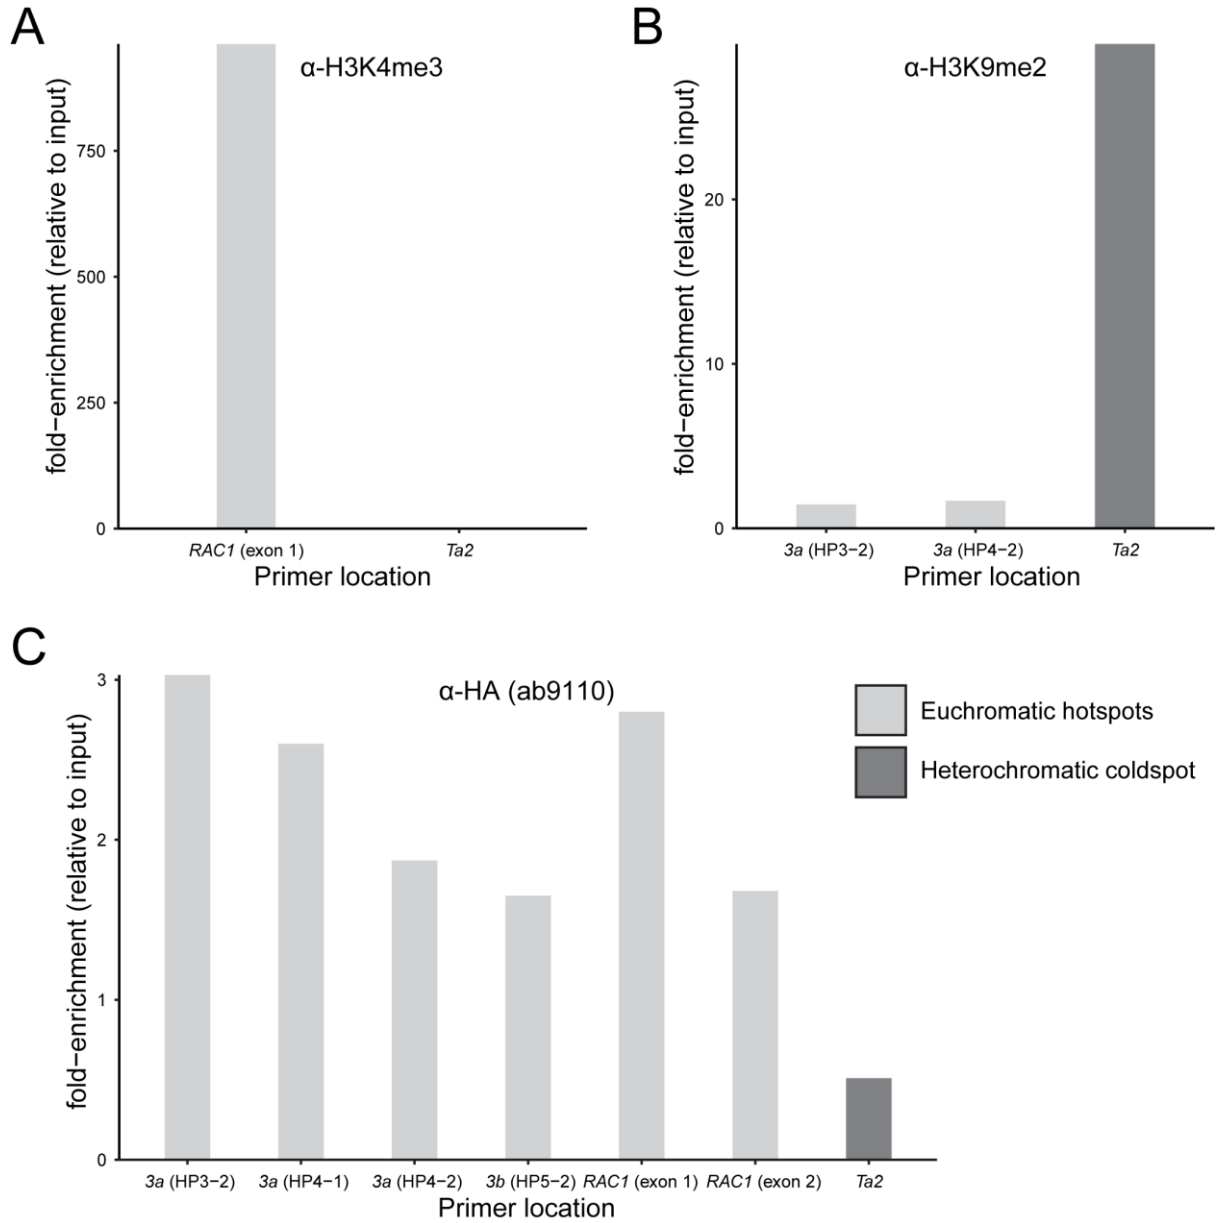 A
α-H3K4me3
fold−enrichment (relative to input)
750
500
250
0
RAC1 (exon 1)
Ta2
Primer location
B
α-H3K9me2
fold−enrichment (relative to input)
20
10
0
3a (HP3−2)
3a (HP4−2)
Ta2
Primer location
C
α-HA (ab9110)
fold−enrichment (relative to input)
3
2
1
0
3a (HP3−2)
3a (HP4−1)
3a (HP4−2)
3b (HP5−2)
RAC1 (exon 1)
RAC1 (exon 2)
Ta2
Primer location
Euchromatic hotspots
Heterochromatic coldspot